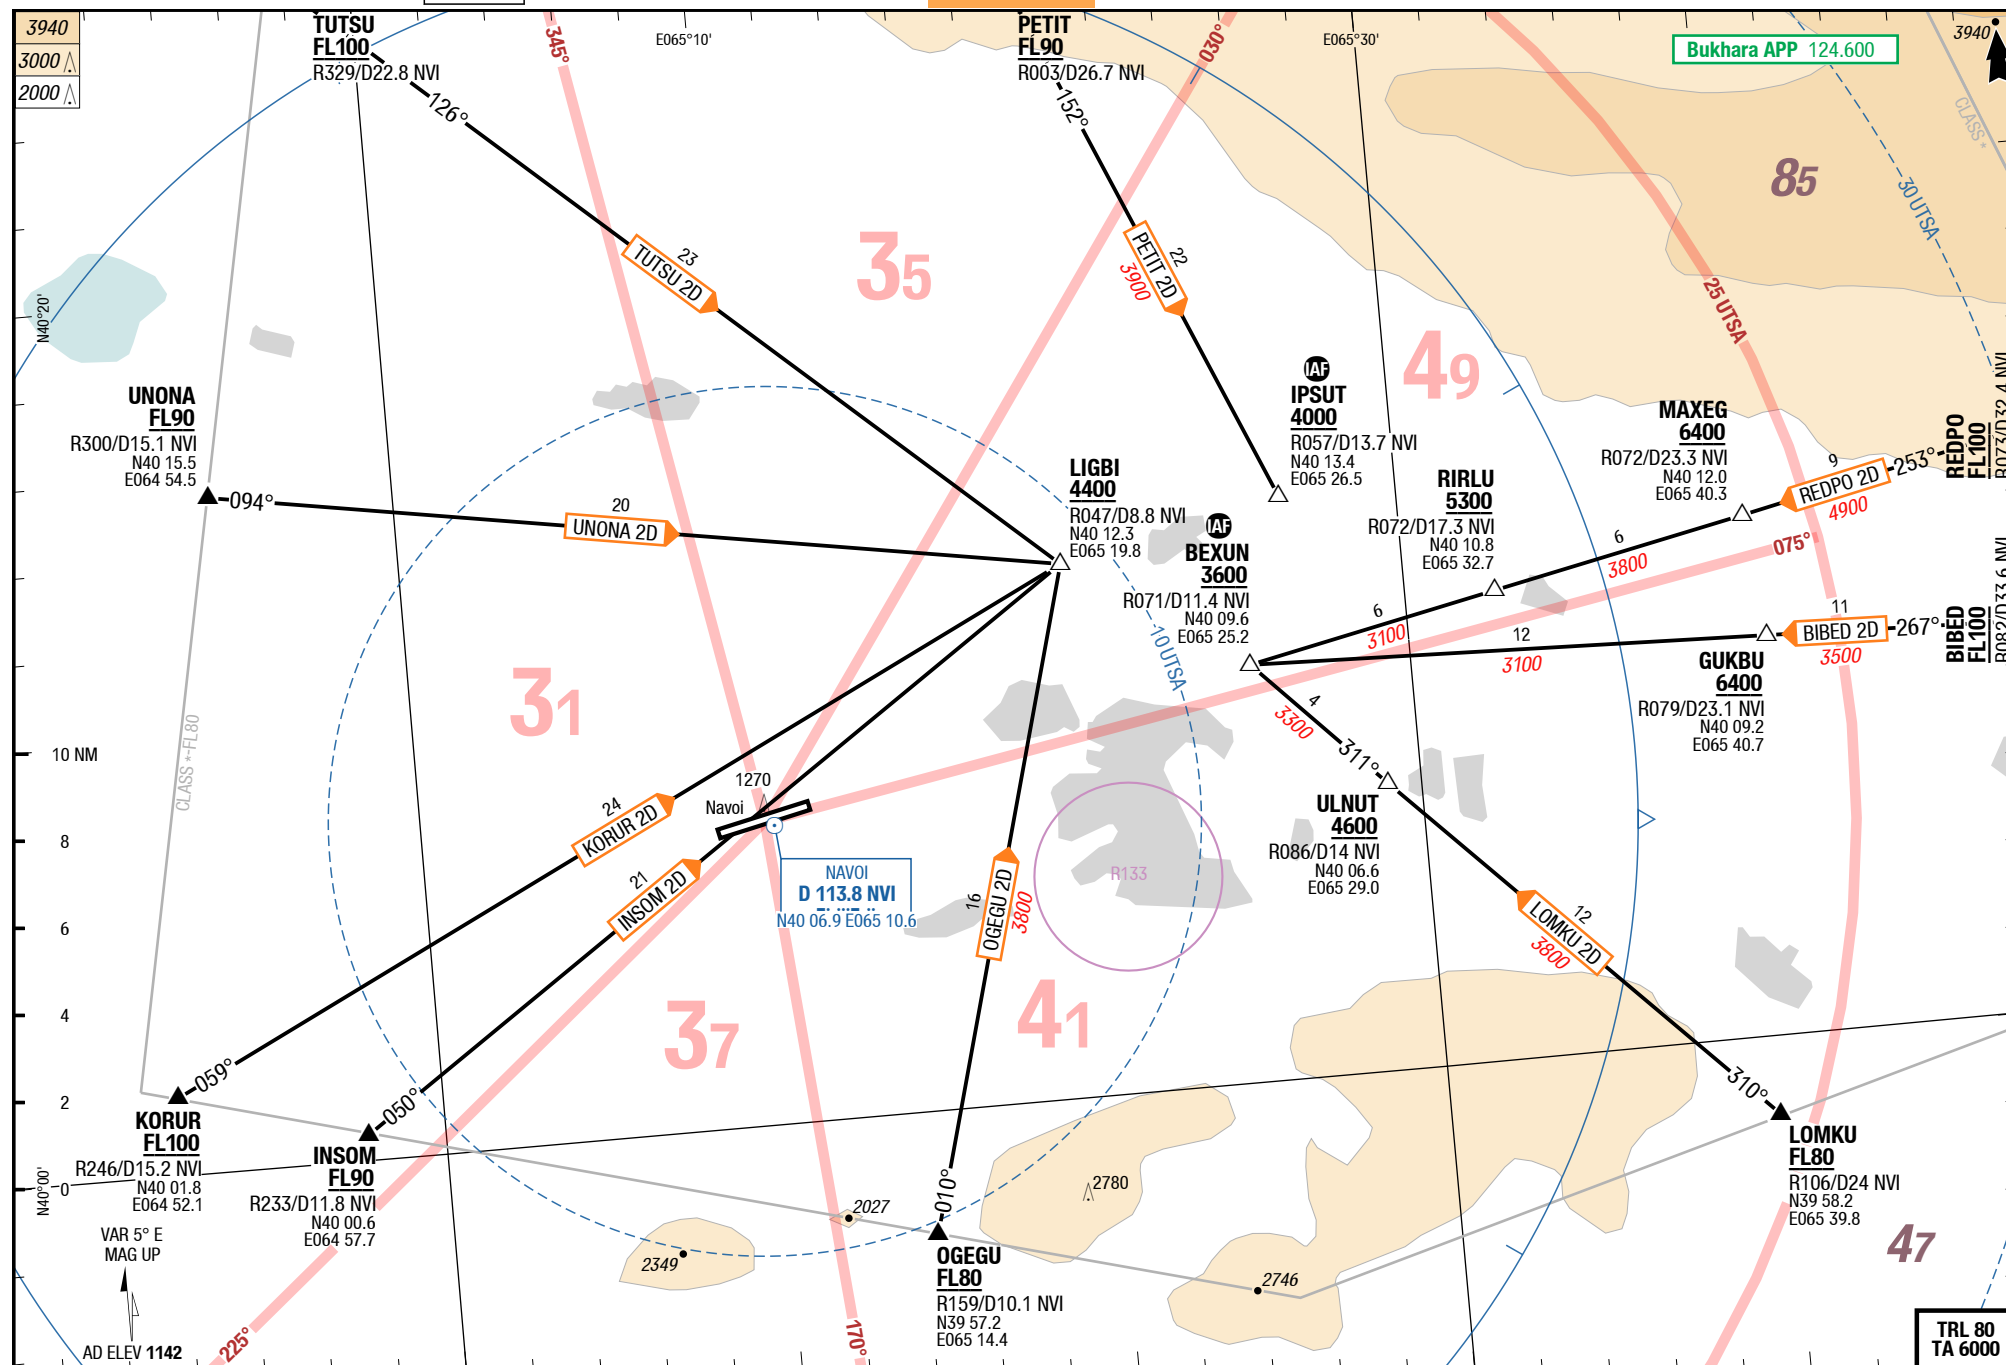 3940
3000
2000
TUTSU
FL100
R329/D22.8 NVI
126°
345°
E065°10'
PETIT
FL90
R003/D26.7 NVI
152°
030°
E065°30'
Bukhara APP 124.600
3940
CLASS *
85
30 UTSA
23
TUTSU 2D
35
22
PETIT 2D
3900
25 UTSA
N40°20'
49
UNONA
FL90
R300/D15.1 NVI
N40 15.5
E064 54.5
094°
20
UNONA 2D
IAF
IPSUT
4000
R057/D13.7 NVI
N40 13.4
E065 26.5
LIGBI
4400
R047/D8.8 NVI
N40 12.3
E065 19.8
IAF
BEXUN
3600
R071/D11.4 NVI
N40 09.6
E065 25.2
RIRLU
5300
R072/D17.3 NVI
N40 10.8
E065 32.7
MAXEG
6400
R072/D23.3 NVI
N40 12.0
E065 40.3
9
REDPO 2D
4900
253°
REDPO
FL100
R073/D32.4 NVI
6
3800
075°
6
3100
12
3100
11
BIBED 2D
3500
267°
BIBED
FL100
R082/D33.6 NVI
GUKBU
6400
R079/D23.1 NVI
N40 09.2
E065 40.7
10 UTSA
31
CLASS **-FL80
10 NM
8
6
4
2
0
4
3300
311°
1270
Navoi
24
KORUR 2D
21
INSOM 2D
NAVOI
D 113.8 NVI
N40 06.9 E065 10.6
16
OGEGU 2D
3800
R133
ULNUT
4600
R086/D14 NVI
N40 06.6
E065 29.0
12
LOMKU 2D
3800
37
41
059°
KORUR
FL100
R246/D15.2 NVI
N40 01.8
E064 52.1
050°
INSOM
FL90
R233/D11.8 NVI
N40 00.6
E064 57.7
N40°00'
010°
OGEGU
FL80
R159/D10.1 NVI
N39 57.2
E065 14.4
2027
2349
2780
2746
310°
LOMKU
FL80
R106/D24 NVI
N39 58.2
E065 39.8
47
VAR 5° E
MAG UP
AD ELEV 1142
225°
170°
TRL 80
TA 6000